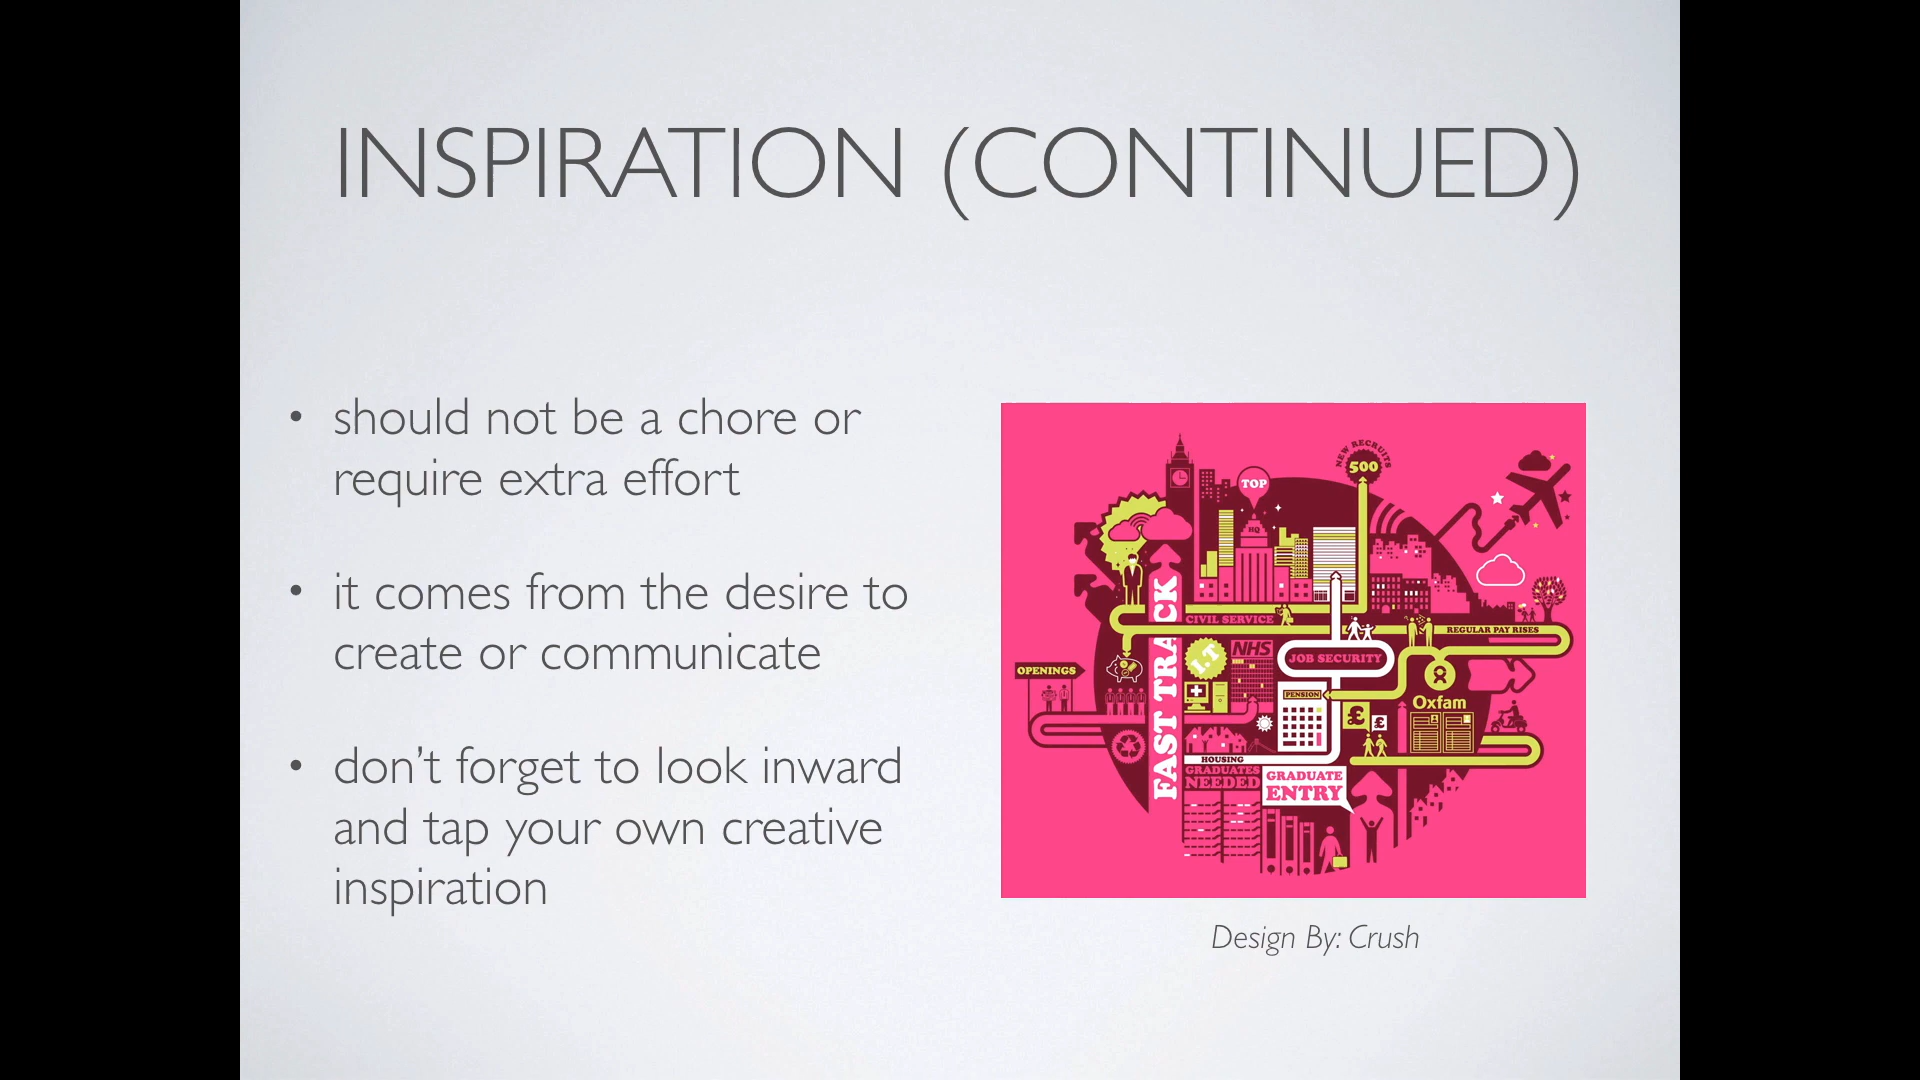 INSPIRATION (CONTINUED)
• should not be a chore or
require extra effort
• it comes from the desire to
create or communicate
• don't forget to look inward
and tap your own creative
inspiration
NEW RECRUITS
500
TOP
HQ
FAST TRACK
CIVIL SERVICE
REGULAR PAY RISES
I.T
NHS
JOB SECURITY
OPENINGS
PENSION
Oxfam
£
£
HOUSING
GRADUATES
NEEDED
GRADUATE
ENTRY
Design By: Crush